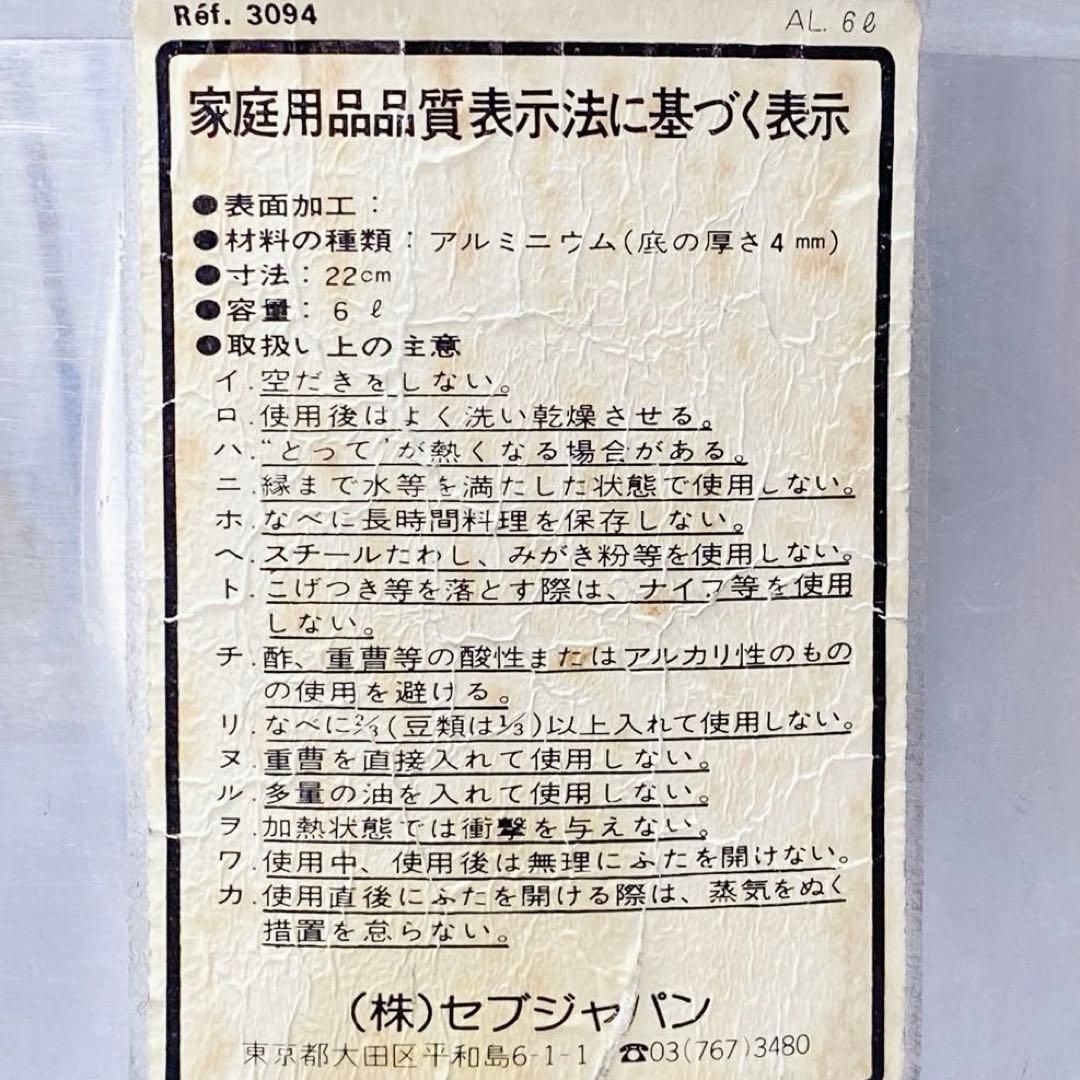 Réf. 3094
AL. 6ℓ
家庭用品品質表示法に基づく表示
●表面加工:
●材料の種類:アルミニウム(底の厚さ4mm)
●寸法:22cm
●容量:6ℓ
●取扱い上の注意
イ.空だきをしない。
ロ.使用後はよく洗い乾燥させる。
ハ.“とって”が熱くなる場合がある。
ニ.縁まで水等を満たした状態で使用しない。
ホ.なべに長時間料理を保存しない。
ヘ.スチールたわし、みがき粉等を使用しない。
ト.こげつき等を落とす際は、ナイフ等を使用
しない。
チ.酢、重曹等の酸性またはアルカリ性のもの
の使用を避ける。
リ.なべに2/3(豆類は1/3)以上入れて使用しない。
ヌ.重曹を直接入れて使用しない。
ル.多量の油を入れて使用しない。
ヲ.加熱状態では衝撃を与えない。
ワ.使用中、使用後は無理にふたを開けない。
カ.使用直後にふたを開ける際は、蒸気をぬく
措置を怠らない。
(株)セブジャパン
東京都大田区平和島6-1-1 ☎03(767)3480